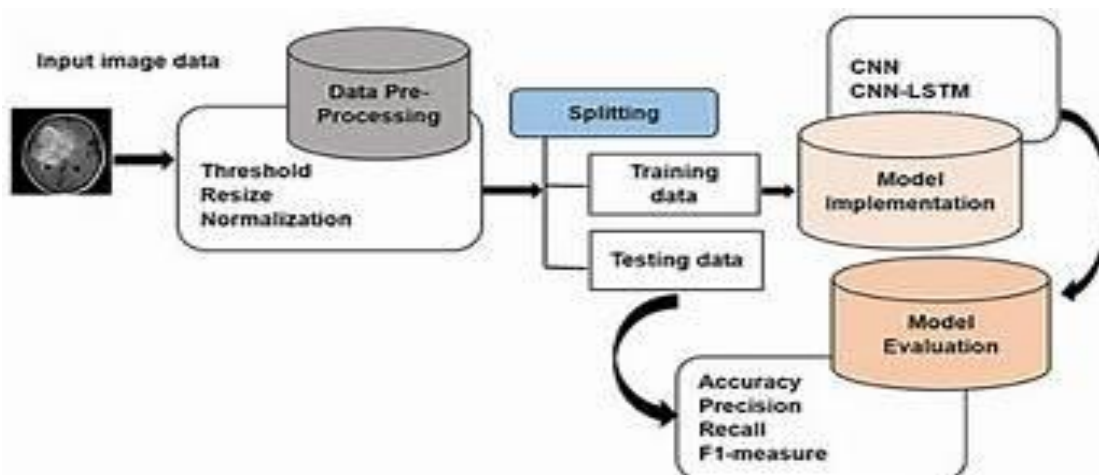 Input image data
Data Pre-
Processing
Threshold
Resize
Normalization
Splitting
Training
data
Testing data
CNN
CNN-LSTM
Model
Implementation
Model
Evaluation
Accuracy
Precision
Recall
F1-measure